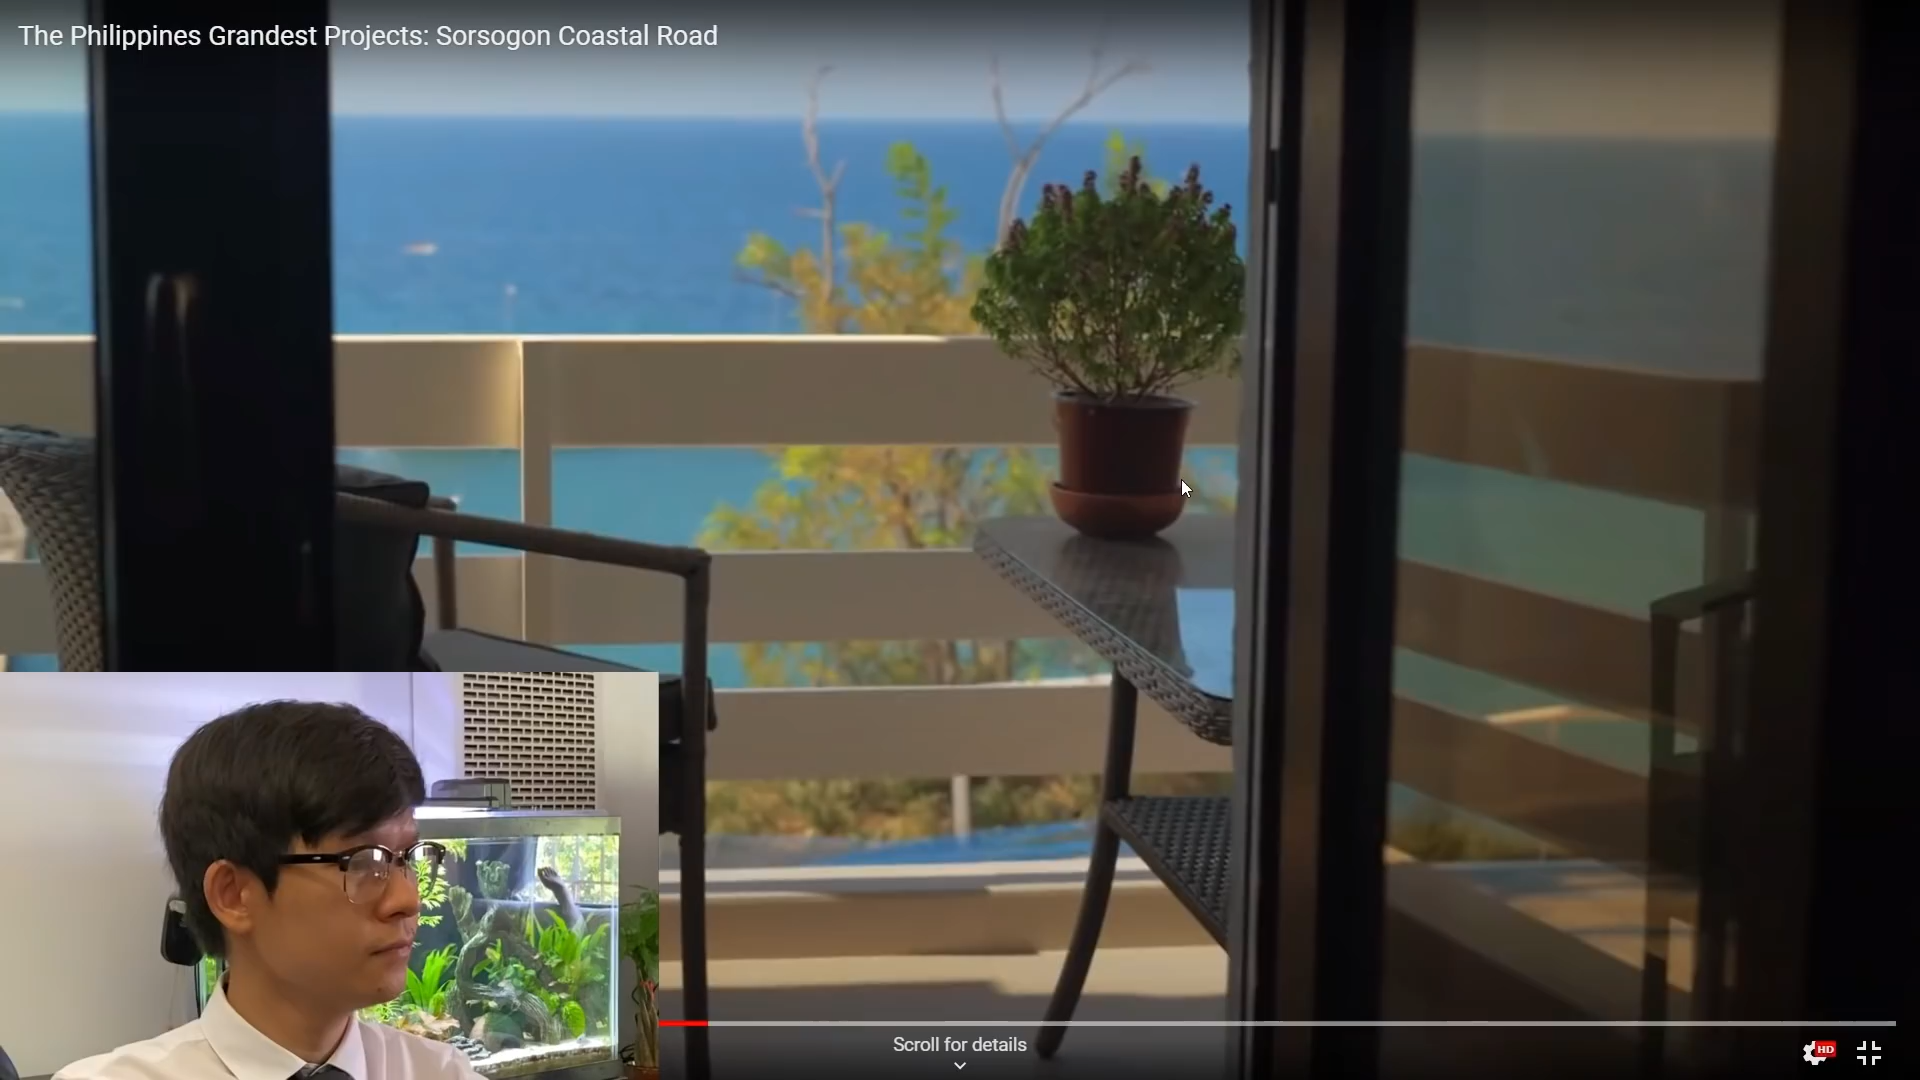 The Philippines Grandest Projects: Sorsogon Coastal Road
Scroll for details
HD